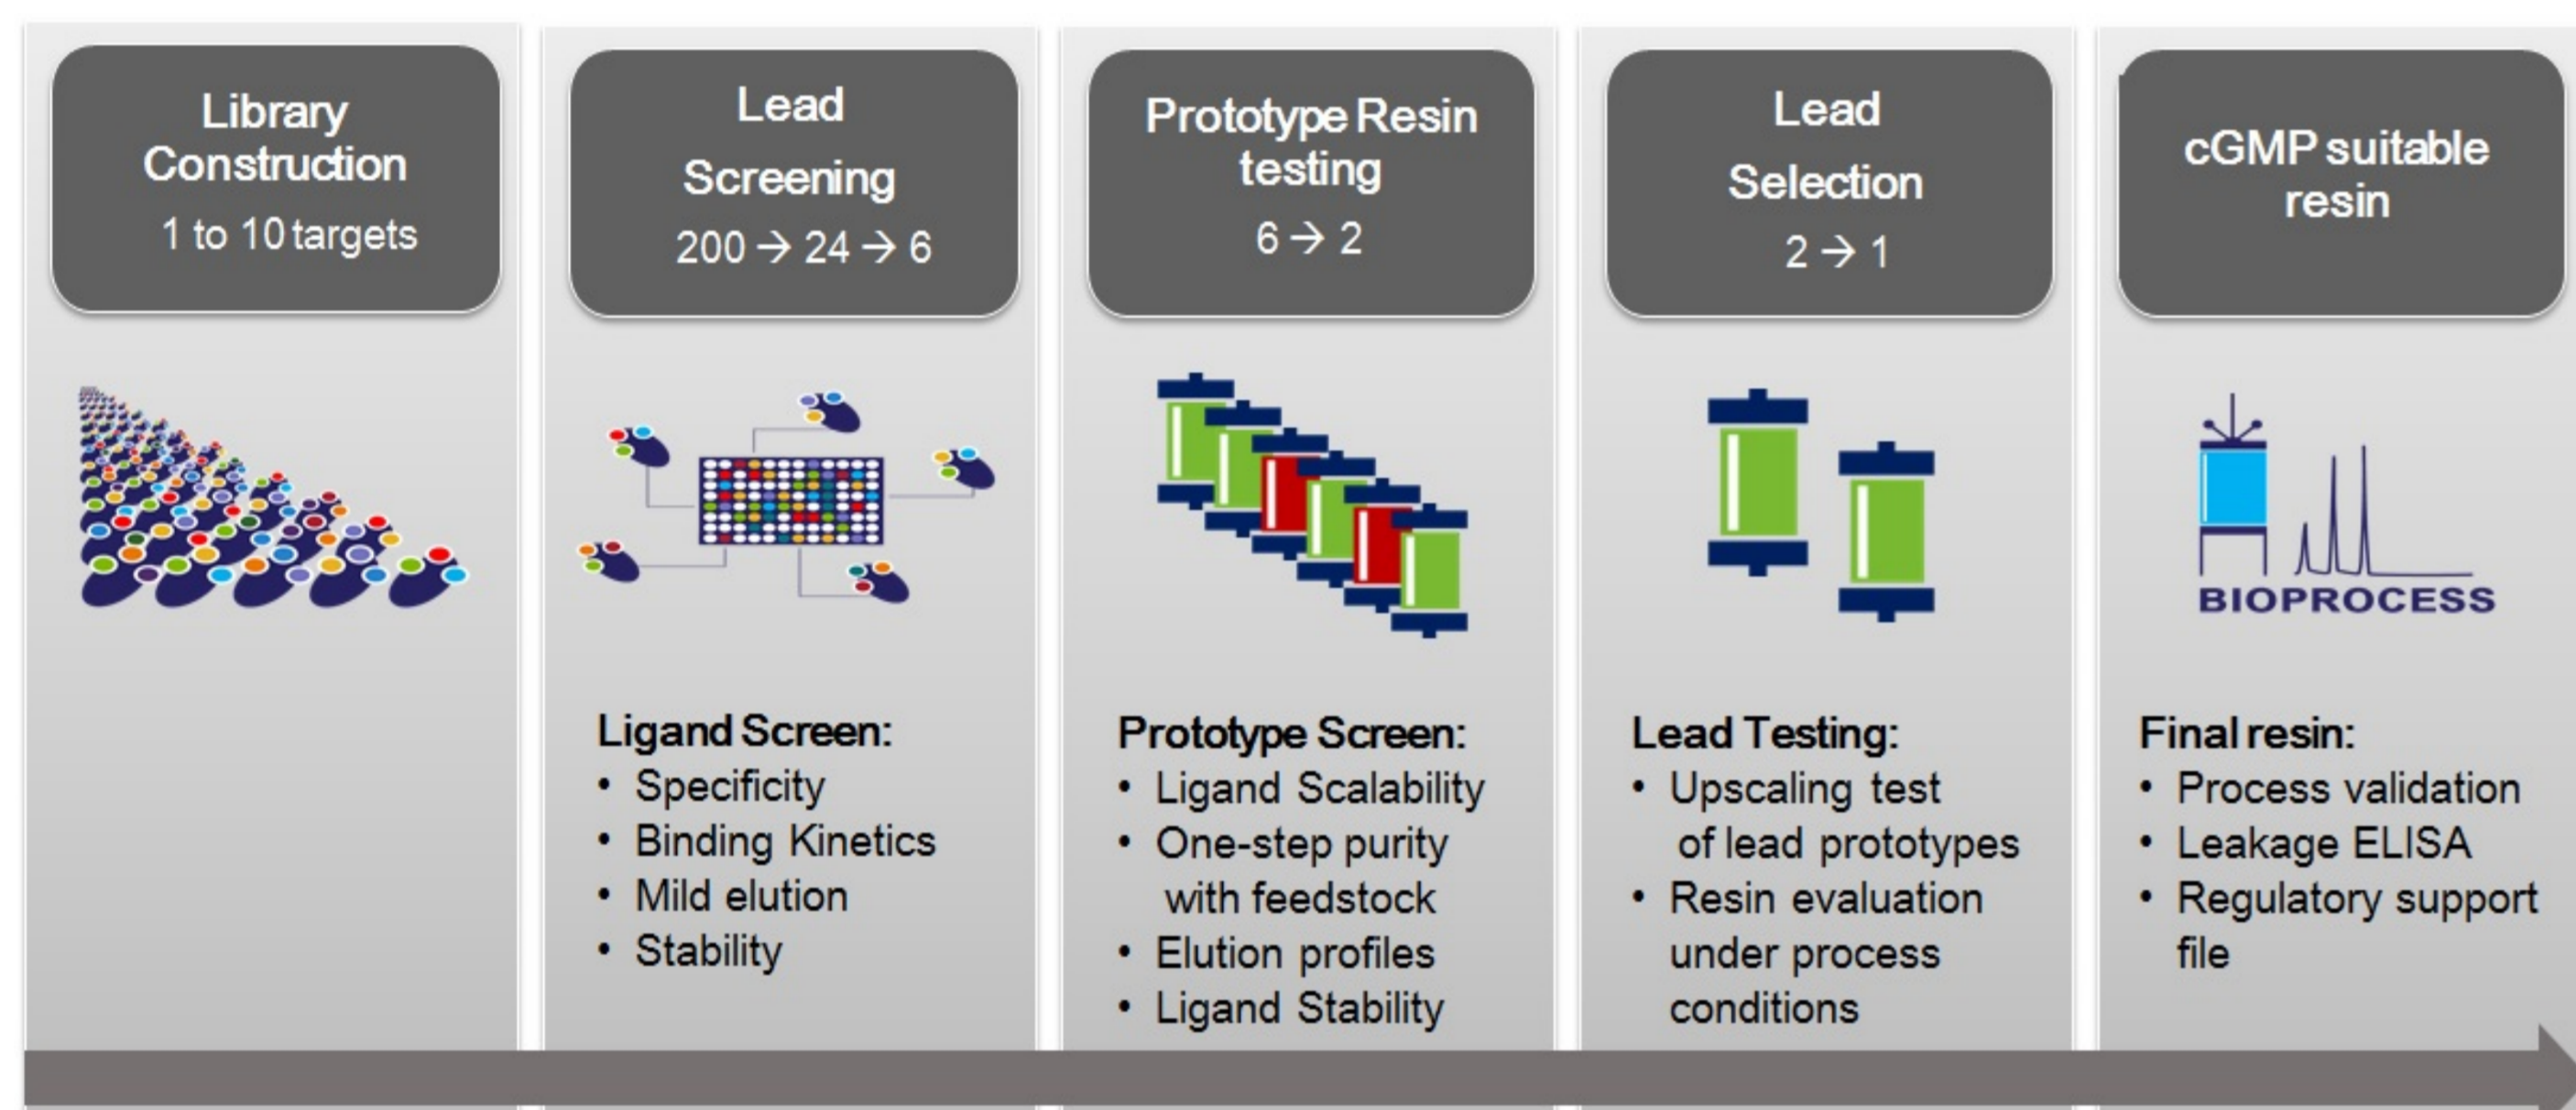 Library
Construction
1 to 10 targets
Lead
Screening
200 → 24 → 6
Ligand Screen:
• Specificity
• Binding Kinetics
• Mild elution
• Stability
Prototype Resin
testing
6 → 2
Prototype Screen:
• Ligand Scalability
• One-step purity
with feedstock
• Elution profiles
• Ligand Stability
Lead
Selection
2 → 1
Lead Testing:
• Upscaling test
of lead prototypes
• Resin evaluation
under process
conditions
cGMP suitable
resin
BIOPROCESS
Final resin:
• Process validation
• Leakage ELISA
• Regulatory support
file